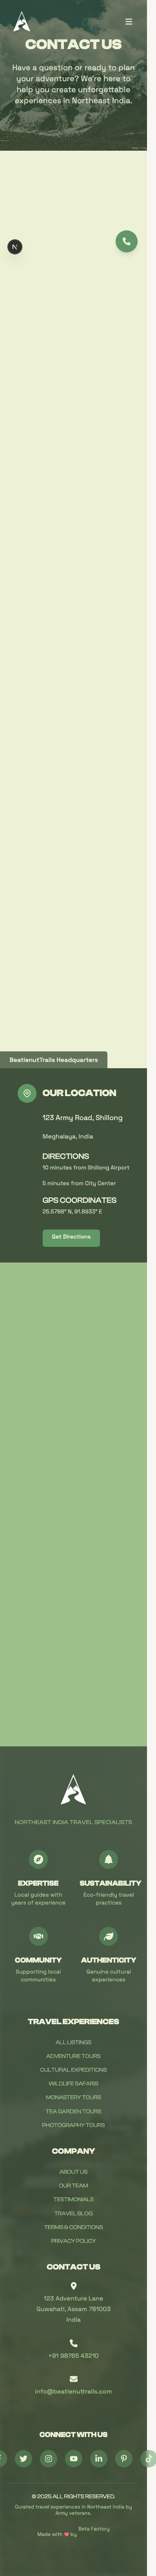 CONTACT US
Have a question or ready to plan
your adventure? We're here to
help you create unforgettable
experiences in Northeast India.
N
BeatlenutTrails Headquarters
OUR LOCATION
123 Army Road, Shillong
Meghalaya, India
DIRECTIONS
10 minutes from Shillong Airport
5 minutes from City Center
GPS COORDINATES
25.5788° N, 91.8933° E
Get Directions
NORTHEAST INDIA TRAVEL SPECIALISTS
EXPERTISE
Local guides with
years of experience
SUSTAINABILITY
Eco-friendly travel
practices
COMMUNITY
Supporting local
communities
AUTHENTICITY
Genuine cultural
experiences
TRAVEL EXPERIENCES
ALL LISTINGS
ADVENTURE TOURS
CULTURAL EXPEDITIONS
WILDLIFE SAFARIS
MONASTERY TOURS
TEA GARDEN TOURS
PHOTOGRAPHY TOURS
COMPANY
ABOUT US
OUR TEAM
TESTIMONIALS
TRAVEL BLOG
TERMS & CONDITIONS
PRIVACY POLICY
CONTACT US
123 Adventure Lane
Guwahati, Assam 781003
India
+91 98765 43210
info@beatlenuttrails.com
CONNECT WITH US
© 2025 ALL RIGHTS RESERVED.
Curated travel experiences in Northeast India by
Army veterans.
Made with ❤ by Beta Factory